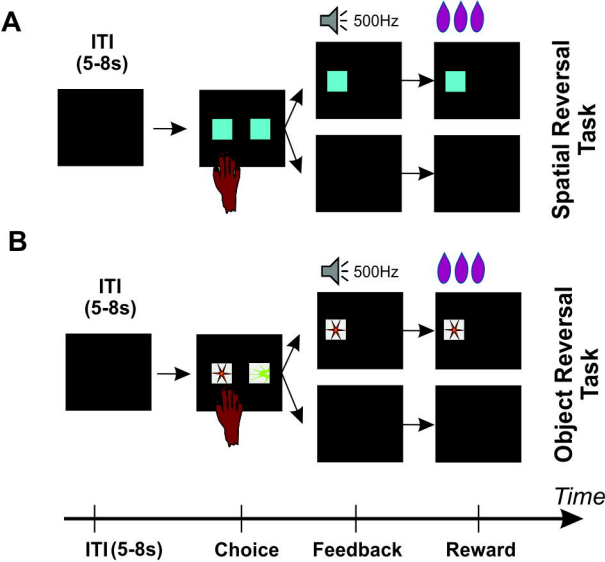 A
ITI
(5-8s)
500Hz
Spatial Reversal
Task
B
ITI
(5-8s)
500Hz
Object Reversal
Task
Time
ITI (5-8s)
Choice
Feedback
Reward